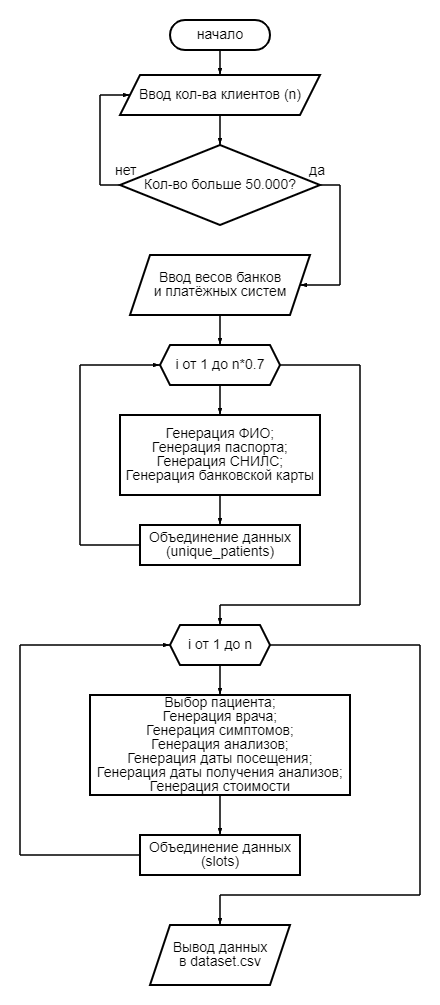 начало
Ввод кол-ва клиентов (n)
нет
да
Кол-во больше 50.000?
Ввод весов банков
и платёжных систем
i от 1 до n*0.7
Генерация ФИО;
Генерация паспорта;
Генерация СНИЛС;
Генерация банковской карты
Объединение данных
(unique_patients)
i от 1 до n
Выбор пациента;
Генерация врача;
Генерация симптомов;
Генерация анализов;
Генерация даты посещения;
Генерация даты получения анализов;
Генерация стоимости
Объединение данных
(slots)
Вывод данных
в dataset.csv